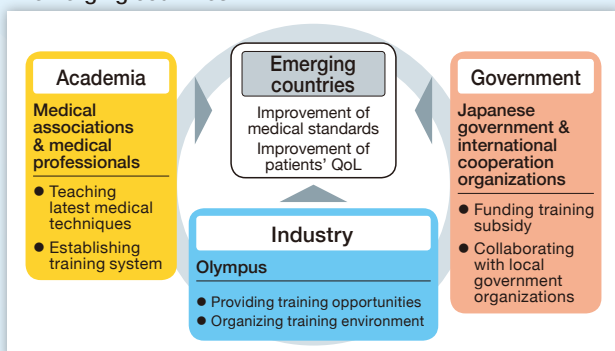 Academia
Medical
associations
& medical
professionals
● Teaching
latest medical
techniques
● Establishing
training system
Emerging
countries
Improvement of
medical standards
Improvement of
patients' QoL
Government
Japanese
government &
international
cooperation
organizations
● Funding training
subsidy
● Collaborating
with local
government
organizations
Industry
Olympus
● Providing training opportunities
● Organizing training environment